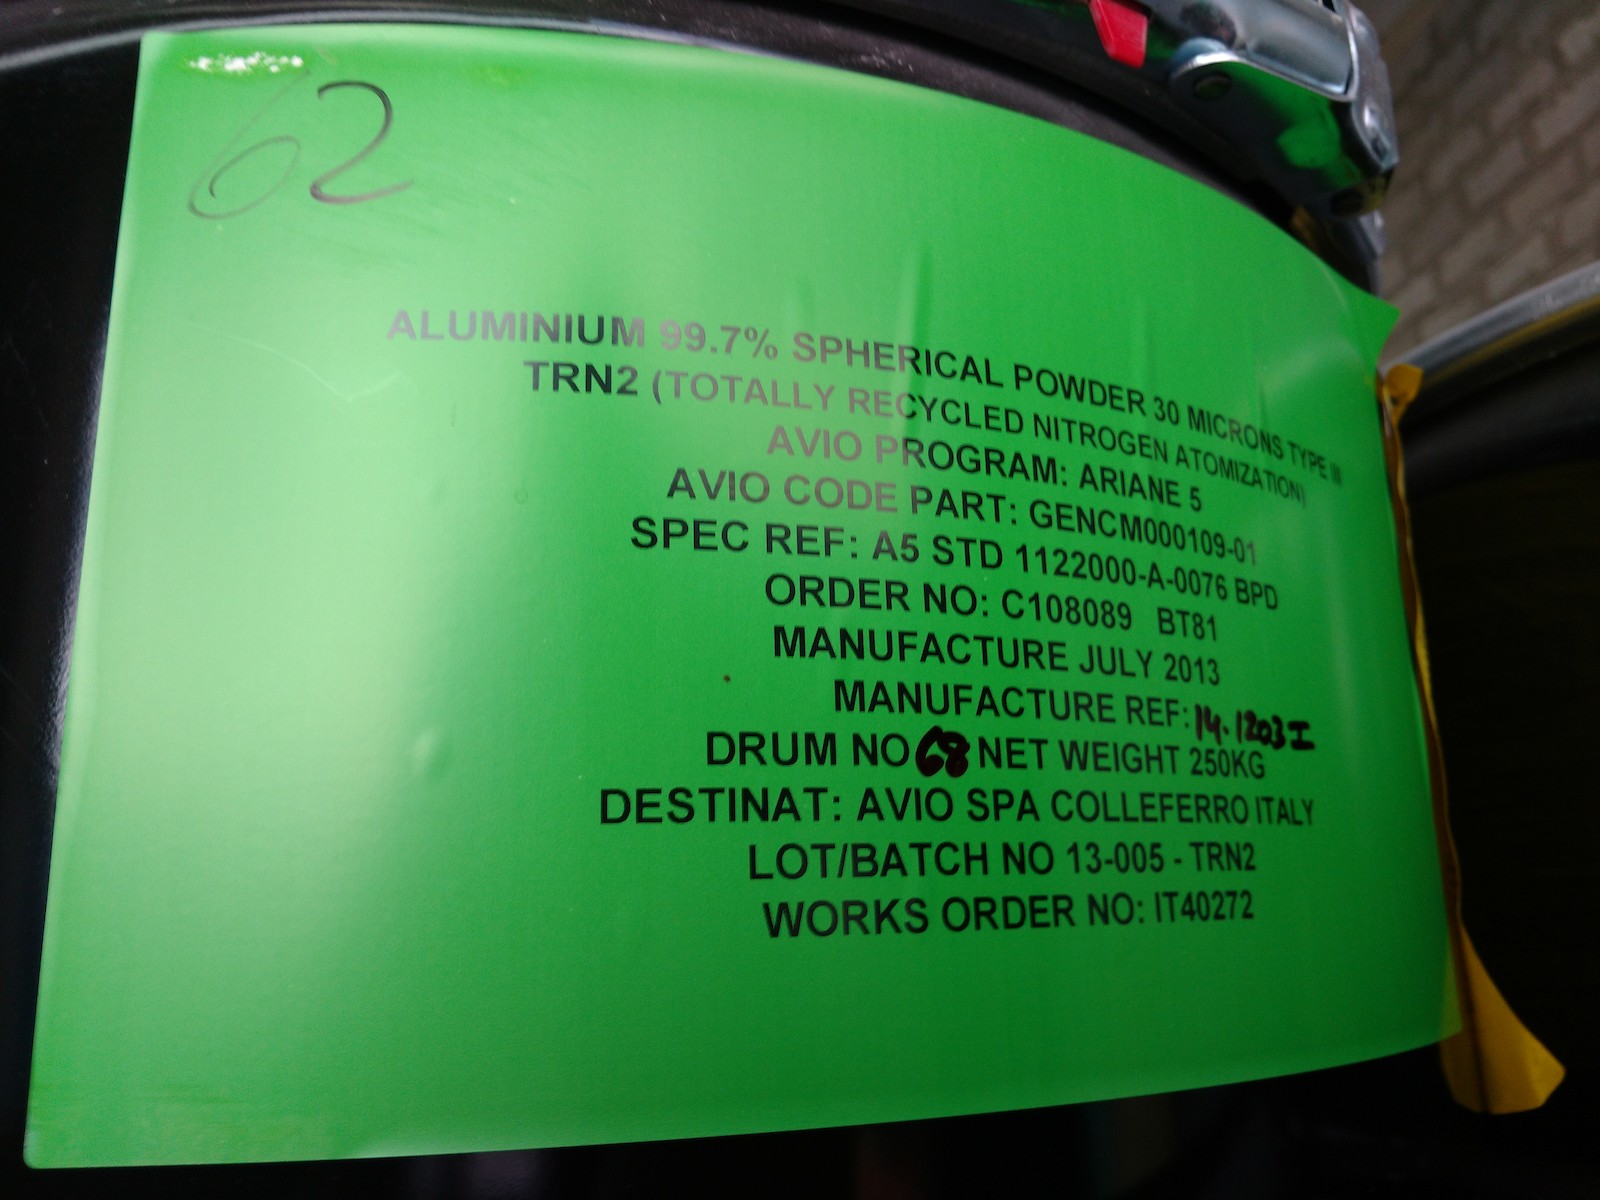 62
ALUMINIUM 99.7% SPHERICAL POWDER 30 MICRONS TYPE III
TRN2 (TOTALLY RECYCLED NITROGEN ATOMIZATION)
AVIO PROGRAM: ARIANE 5
AVIO CODE PART: GENCM000109-01
SPEC REF: A5 STD 1122000-A-0076 BPD
ORDER NO: C108089 BT81
MANUFACTURE JULY 2013
MANUFACTURE REF: 14.1203I
DRUM NO 68 NET WEIGHT 250KG
DESTINAT: AVIO SPA COLLEFERRO ITALY
LOT/BATCH NO 13-005 - TRN2
WORKS ORDER NO: IT40272